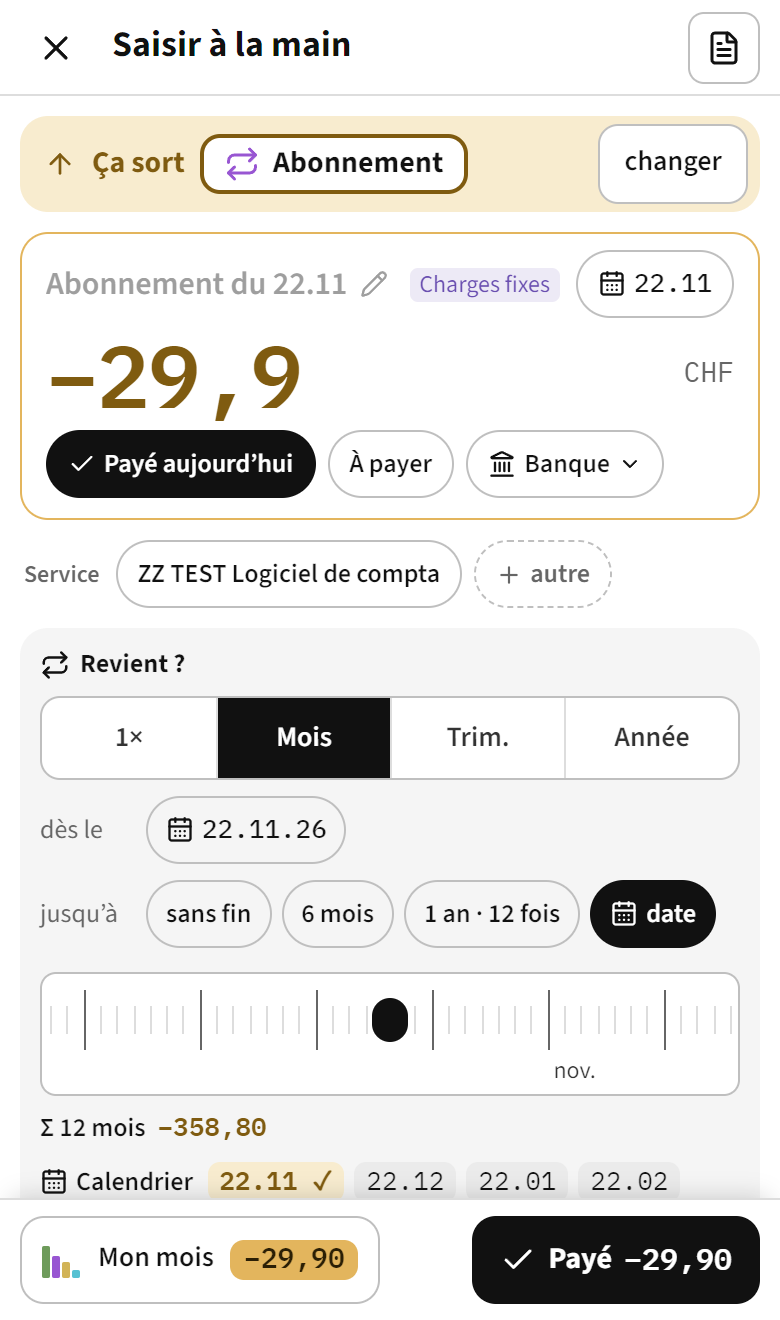 Saisir à la main
Ça sort Abonnement changer
Abonnement du 22.11 Charges fixes 22.11
−29,9 CHF
Payé aujourd’hui À payer Banque
Service ZZ TEST Logiciel de compta + autre
Revient ?
1× Mois Trim. Année
dès le 22.11.26
jusqu’à sans fin 6 mois 1 an · 12 fois date
nov.
Σ 12 mois −358,80
Calendrier 22.11 ✓ 22.12 22.01 22.02
Mon mois −29,90 Payé −29,90